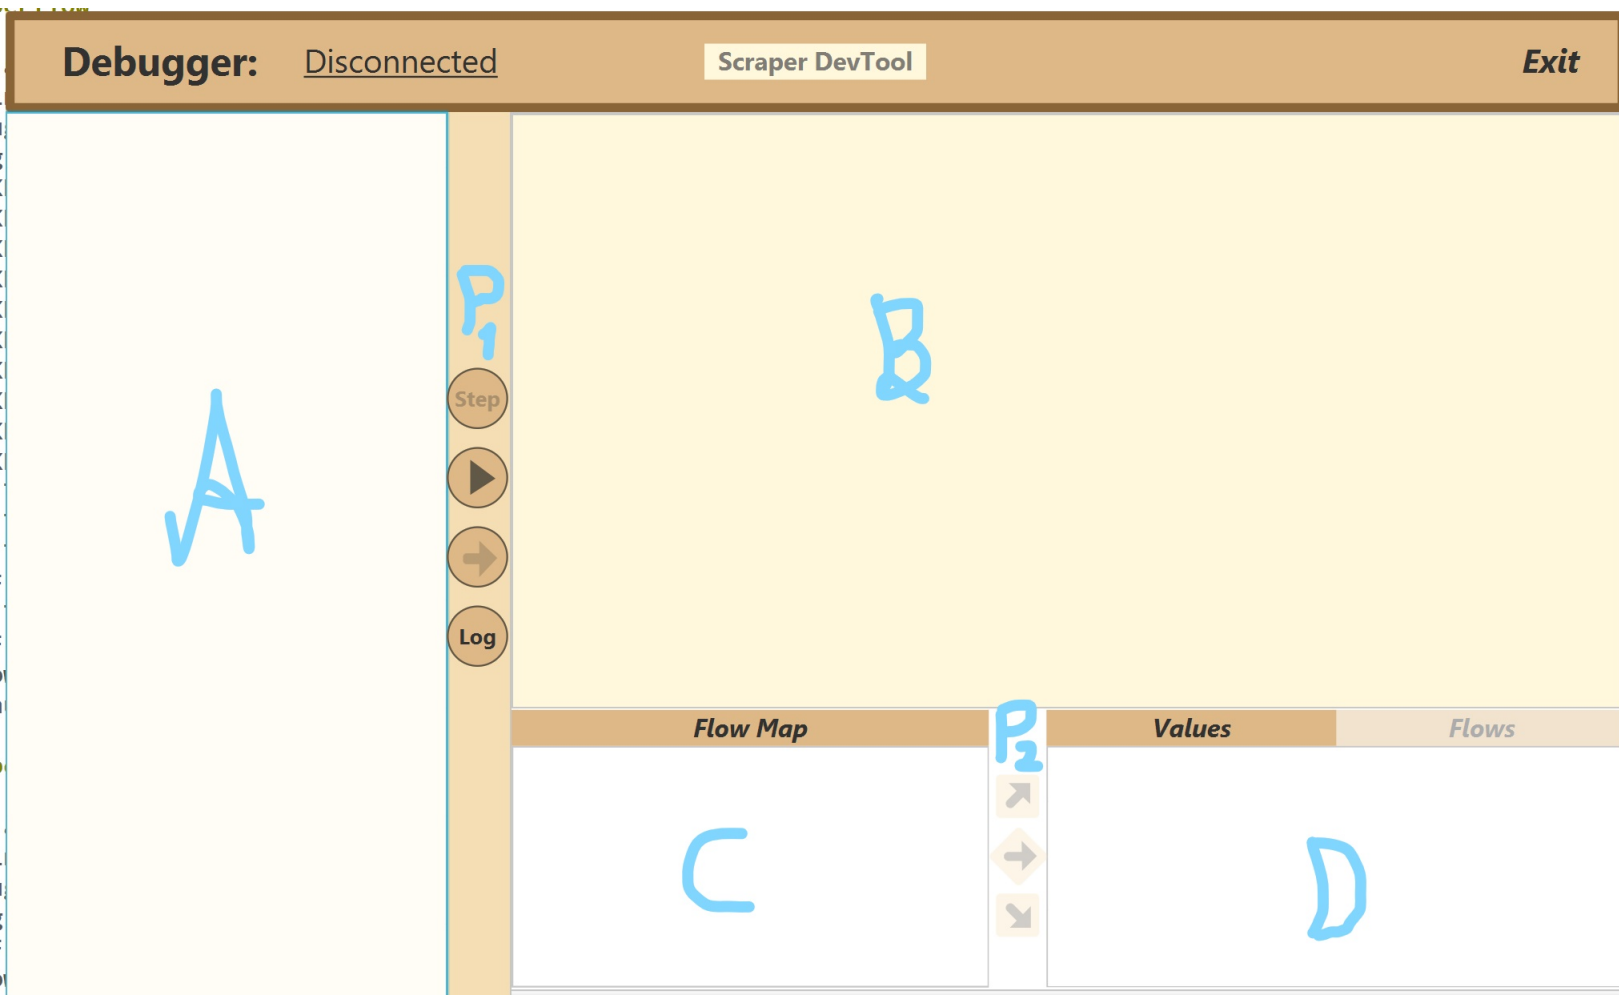 Debugger: Disconnected Scraper DevTool Exit
A
P1
B
Step
Log
Flow Map
P2
Values Flows
C
D